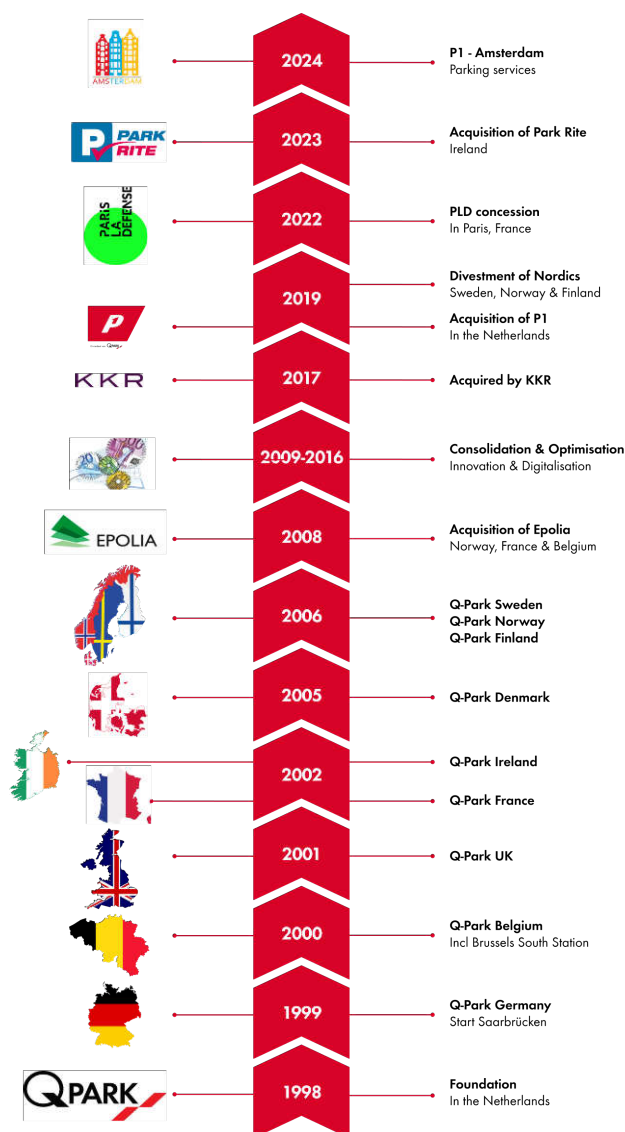 AMSTERDAM
2024
P1 - Amsterdam
Parking services
P PARK
RITE
2023
Acquisition of Park Rite
Ireland
PARIS
LA
DEFENSE
2022
PLD concession
In Paris, France
Divestment of Nordics
Sweden, Norway & Finland
2019
P
Acquisition of P1
In the Netherlands
KKR
2017
Acquired by KKR
2009-2016
Consolidation & Optimisation
Innovation & Digitalisation
EPOLIA
2008
Acquisition of Epolia
Norway, France & Belgium
2006
Q-Park Sweden
Q-Park Norway
Q-Park Finland
2005
Q-Park Denmark
Q-Park Ireland
2002
Q-Park France
2001
Q-Park UK
2000
Q-Park Belgium
Incl Brussels South Station
1999
Q-Park Germany
Start Saarbrücken
QPARK
1998
Foundation
In the Netherlands